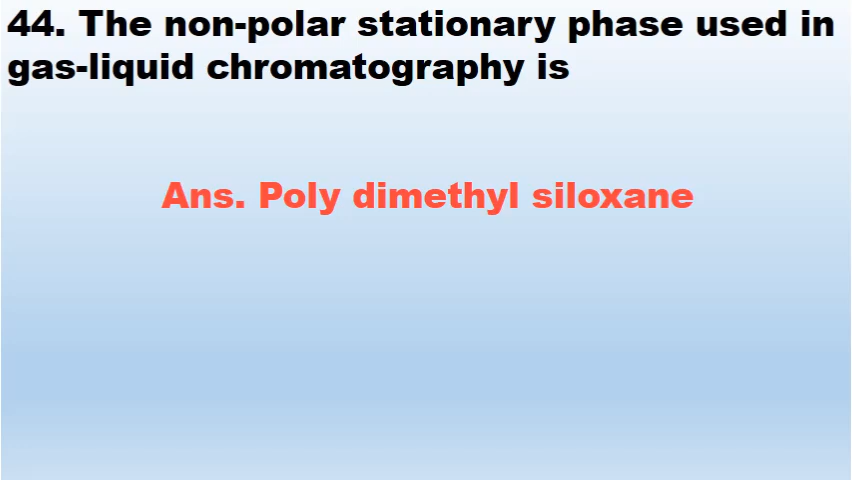 44. The non-polar stationary phase used in
gas-liquid chromatography is
Ans. Poly dimethyl siloxane